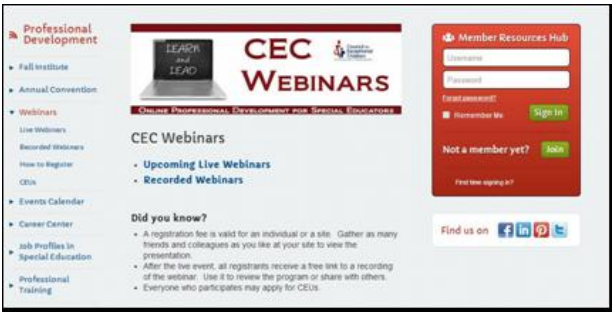 Professional
Development
Fall Institute
Annual Convention
Webinars
Live Webinars
Recorded Webinars
How to Register
CEUs
Events Calendar
Career Center
Job Profiles in
Special Education
Professional
Training
LEARN
and
LEAD
CEC
Council for
Exceptional
Children
WEBINARS
ONLINE PROFESSIONAL DEVELOPMENT FOR SPECIAL EDUCATORS
CEC Webinars
Upcoming Live Webinars
Recorded Webinars
Did you know?
A registration fee is valid for an individual or a site. Gather as many
friends and colleagues as you like at your site to view the
presentation.
After the live event, all registrants receive a free link to a recording
of the webinar. Use it to review the program or share with others.
Everyone who participates may apply for CEUs.
Member Resources Hub
Username
Password
Forgot password?
Remember Me
Sign In
Not a member yet?
Join
First time signing in?
Find us on